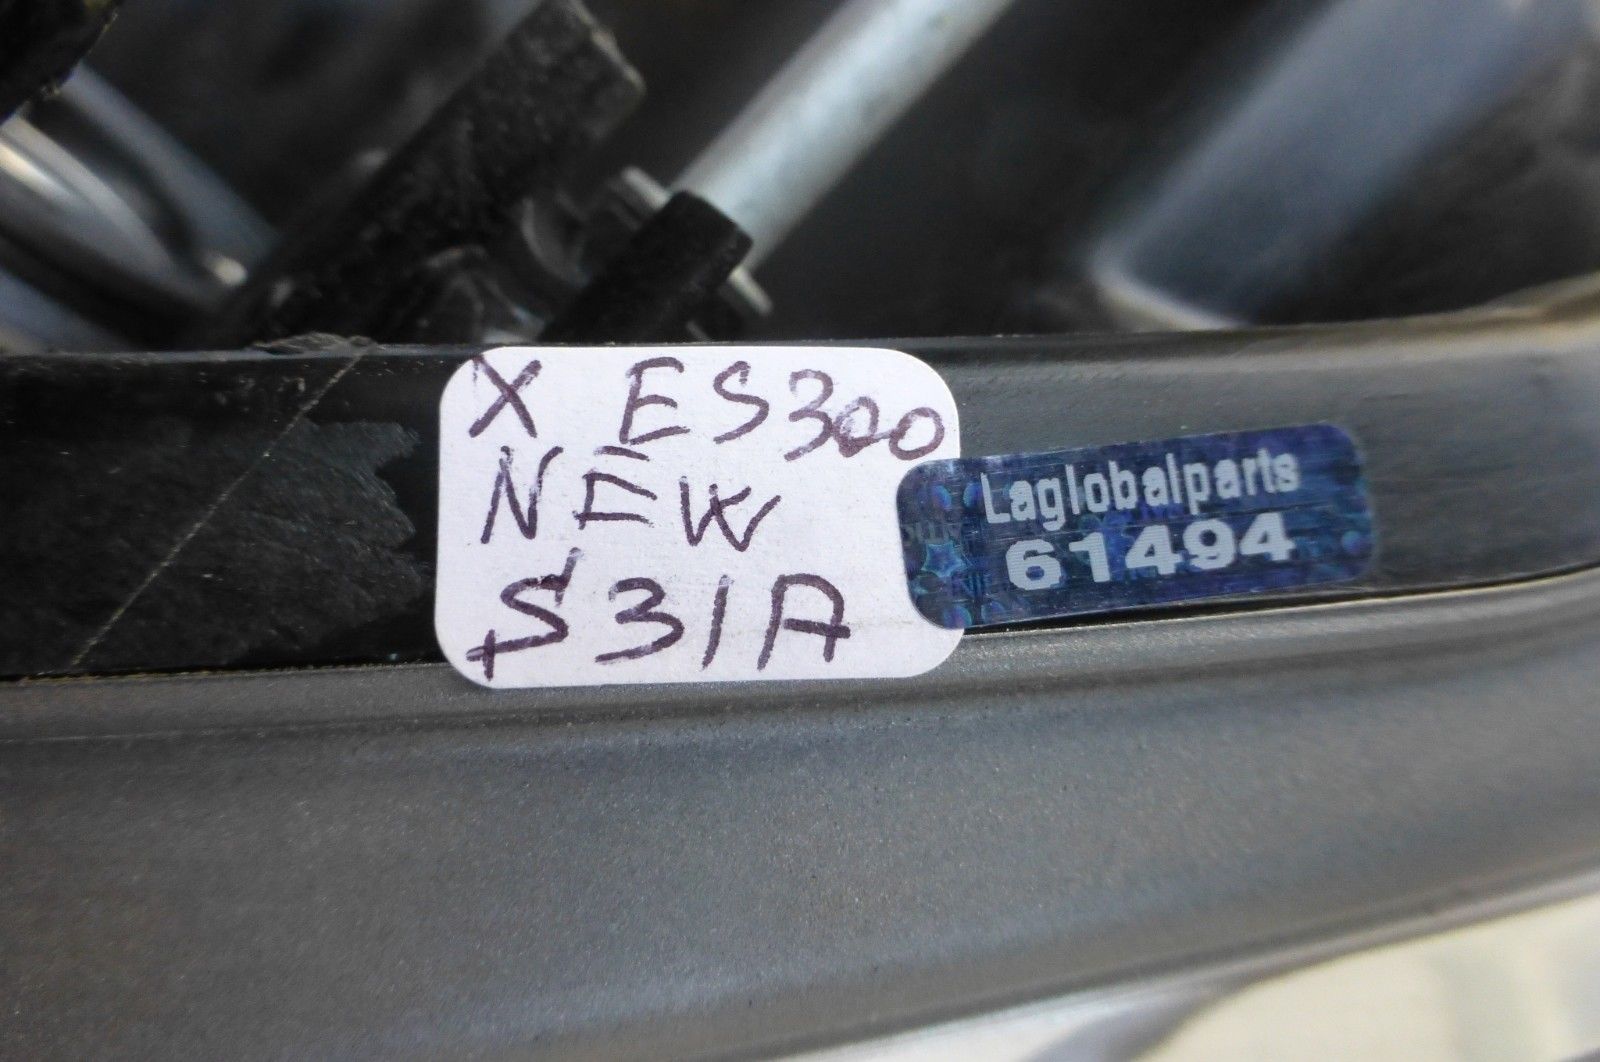 X ES300
NEW
S31A
Laglobalparts
61494